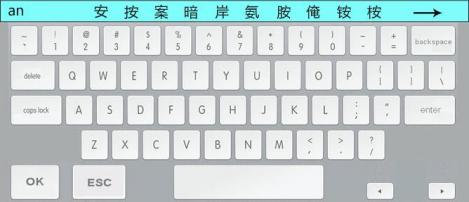 an 安 按 案 暗 岸 氨 胺 俺 铵 桉
~ ` ! 1 @ 2 # 3 $ 4 % 5 ^ 6 & 7 * 8 ( 9 ) 0 - - + = backspace
delete Q W E R T Y U I O P { [ } ] | \
caps lock A S D F G H J K L : ; " ' enter
Z X C V B N M < , > . ? /
OK ESC